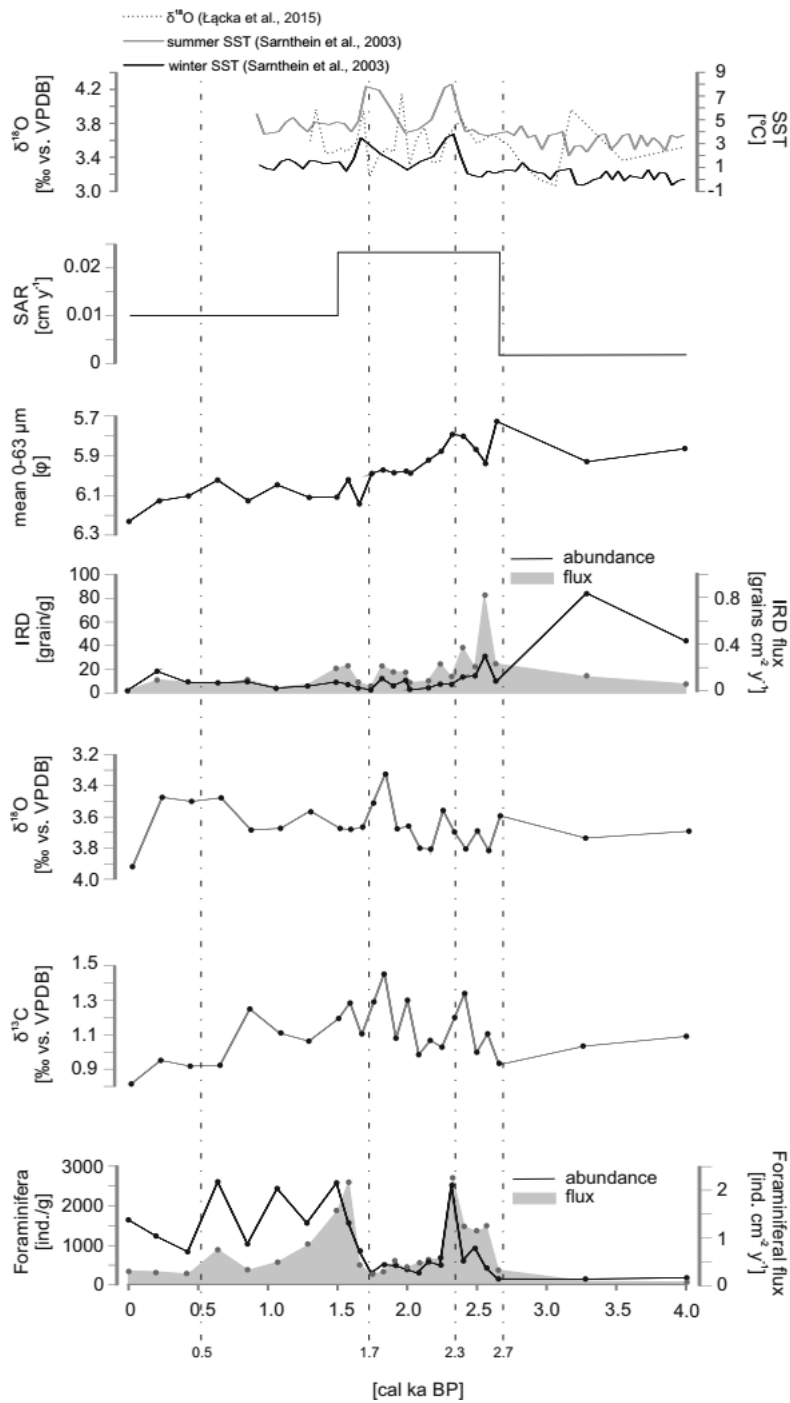 δ¹⁸O (Łącka et al., 2015)
summer SST (Sarnthein et al., 2003)
winter SST (Sarnthein et al., 2003)
δ¹⁸O
[‰ vs. VPDB]
4.2
3.8
3.4
3.0
9
7
5
3
1
-1
SST
[°C]
SAR
[cm y⁻¹]
0.02
0.01
0
mean 0-63 µm
[φ]
5.7
5.9
6.1
6.3
abundance
flux
IRD
[grain/g]
100
80
60
40
20
0
0.8
0.4
0
IRD flux
[grains cm⁻² y⁻¹]
δ¹⁸O
[‰ vs. VPDB]
3.2
3.4
3.6
3.8
4.0
δ¹³C
[‰ vs. VPDB]
1.5
1.3
1.1
0.9
abundance
flux
Foraminifera
[ind./g]
3000
2000
1000
0
2
1
0
Foraminiferal flux
[ind. cm⁻² y⁻¹]
0 0.5 1.0 1.5 2.0 2.5 3.0 3.5 4.0
0.5 1.7 2.3 2.7
[cal ka BP]